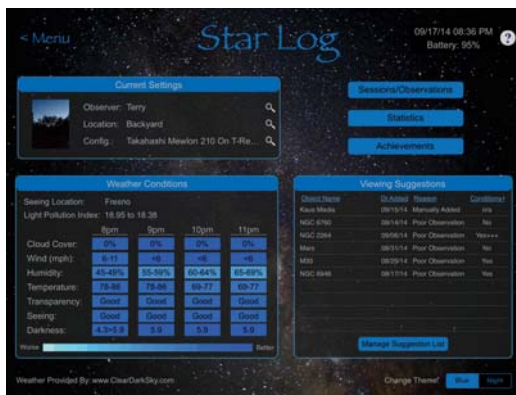 < Menu
Star Log
09/17/14 08:36 PM
Battery: 95%
?
Current Settings
Observer: Terry
Location: Backyard
Config.: Takahashi Mewlon 210 On T-Re...
Sessions/Observations
Statistics
Achievements
Weather Conditions
Seeing Location: Fresno
Light Pollution Index: 18.95 to 18.38
8pm 9pm 10pm 11pm
Cloud Cover: 0% 0% 0% 0%
Wind (mph): 6-11 <6 <6 <6
Humidity: 45-49% 55-59% 60-64% 65-69%
Temperature: 78-86 78-86 69-77 69-77
Transparency: Good Good Good Good
Seeing: Good Good Good Good
Darkness: 4.3>5.9 5.9 5.9 5.9
Worse Better
Viewing Suggestions
Object Name Dt Added Reason Conditions+
Kaus Media 09/15/14 Manually Added n/a
NGC 6760 09/14/14 Poor Observation No
NGC 2264 09/06/14 Poor Observation Yes+++
Mars 08/31/14 Poor Observation No
08/25/14 Poor Observation Yes
NGC 6946 08/17/14 Poor Observation Yes
Manage Suggestion List
Weather Provided By: www.ClearDarkSky.com
Change Theme? Blue Night